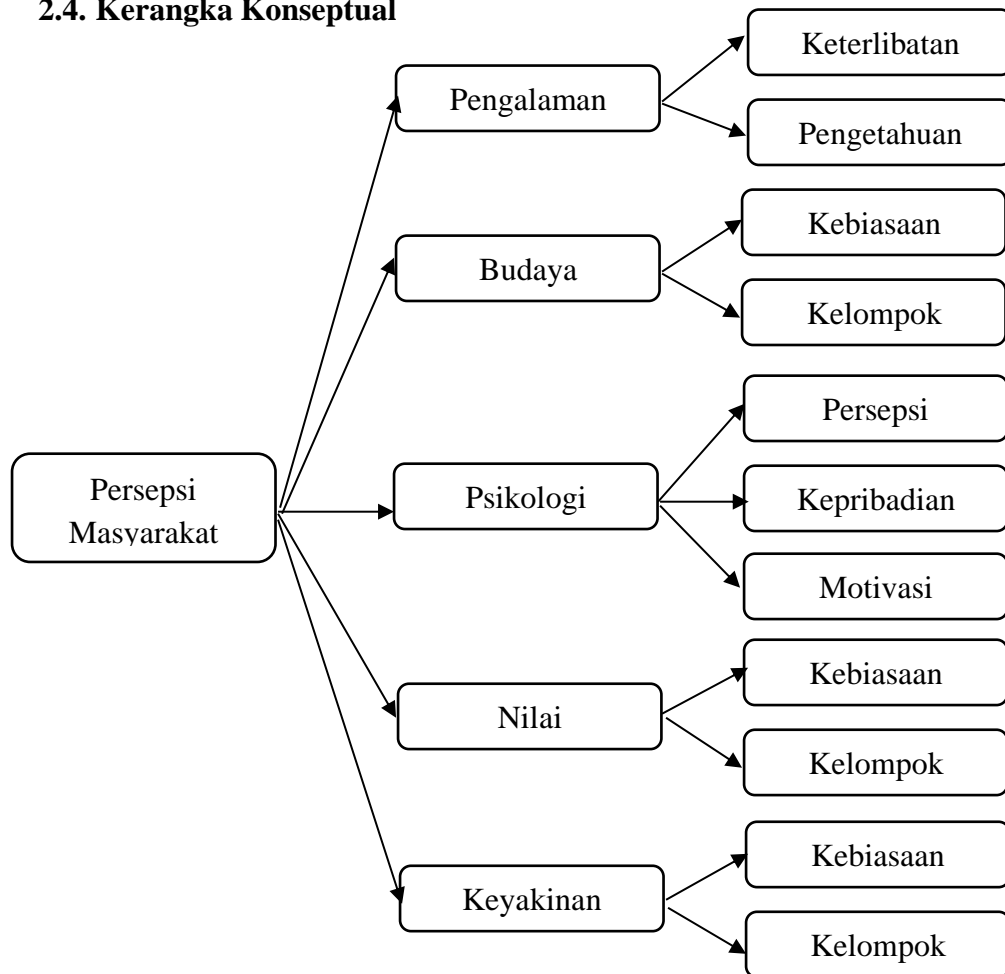 2.4. Kerangka Konseptual
Keterlibatan
Pengalaman
Pengetahuan
Kebiasaan
Budaya
Kelompok
Persepsi
Persepsi
Masyarakat
Psikologi
Kepribadian
Motivasi
Kebiasaan
Nilai
Kelompok
Kebiasaan
Keyakinan
Kelompok